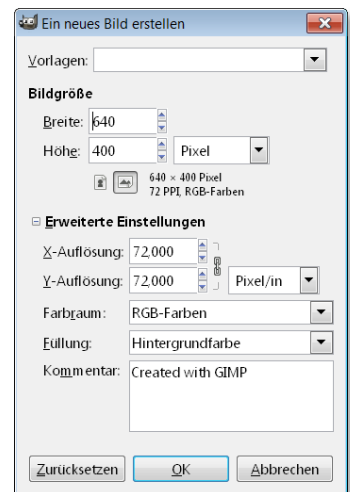 Ein neues Bild erstellen
Vorlagen:
Bildgröße
Breite: 640
Höhe: 400 Pixel
640 × 400 Pixel
72 PPI, RGB-Farben
Erweiterte Einstellungen
X-Auflösung: 72,000
Y-Auflösung: 72,000 Pixel/in
Farbraum: RGB-Farben
Füllung: Hintergrundfarbe
Kommentar: Created with GIMP
Zurücksetzen OK Abbrechen